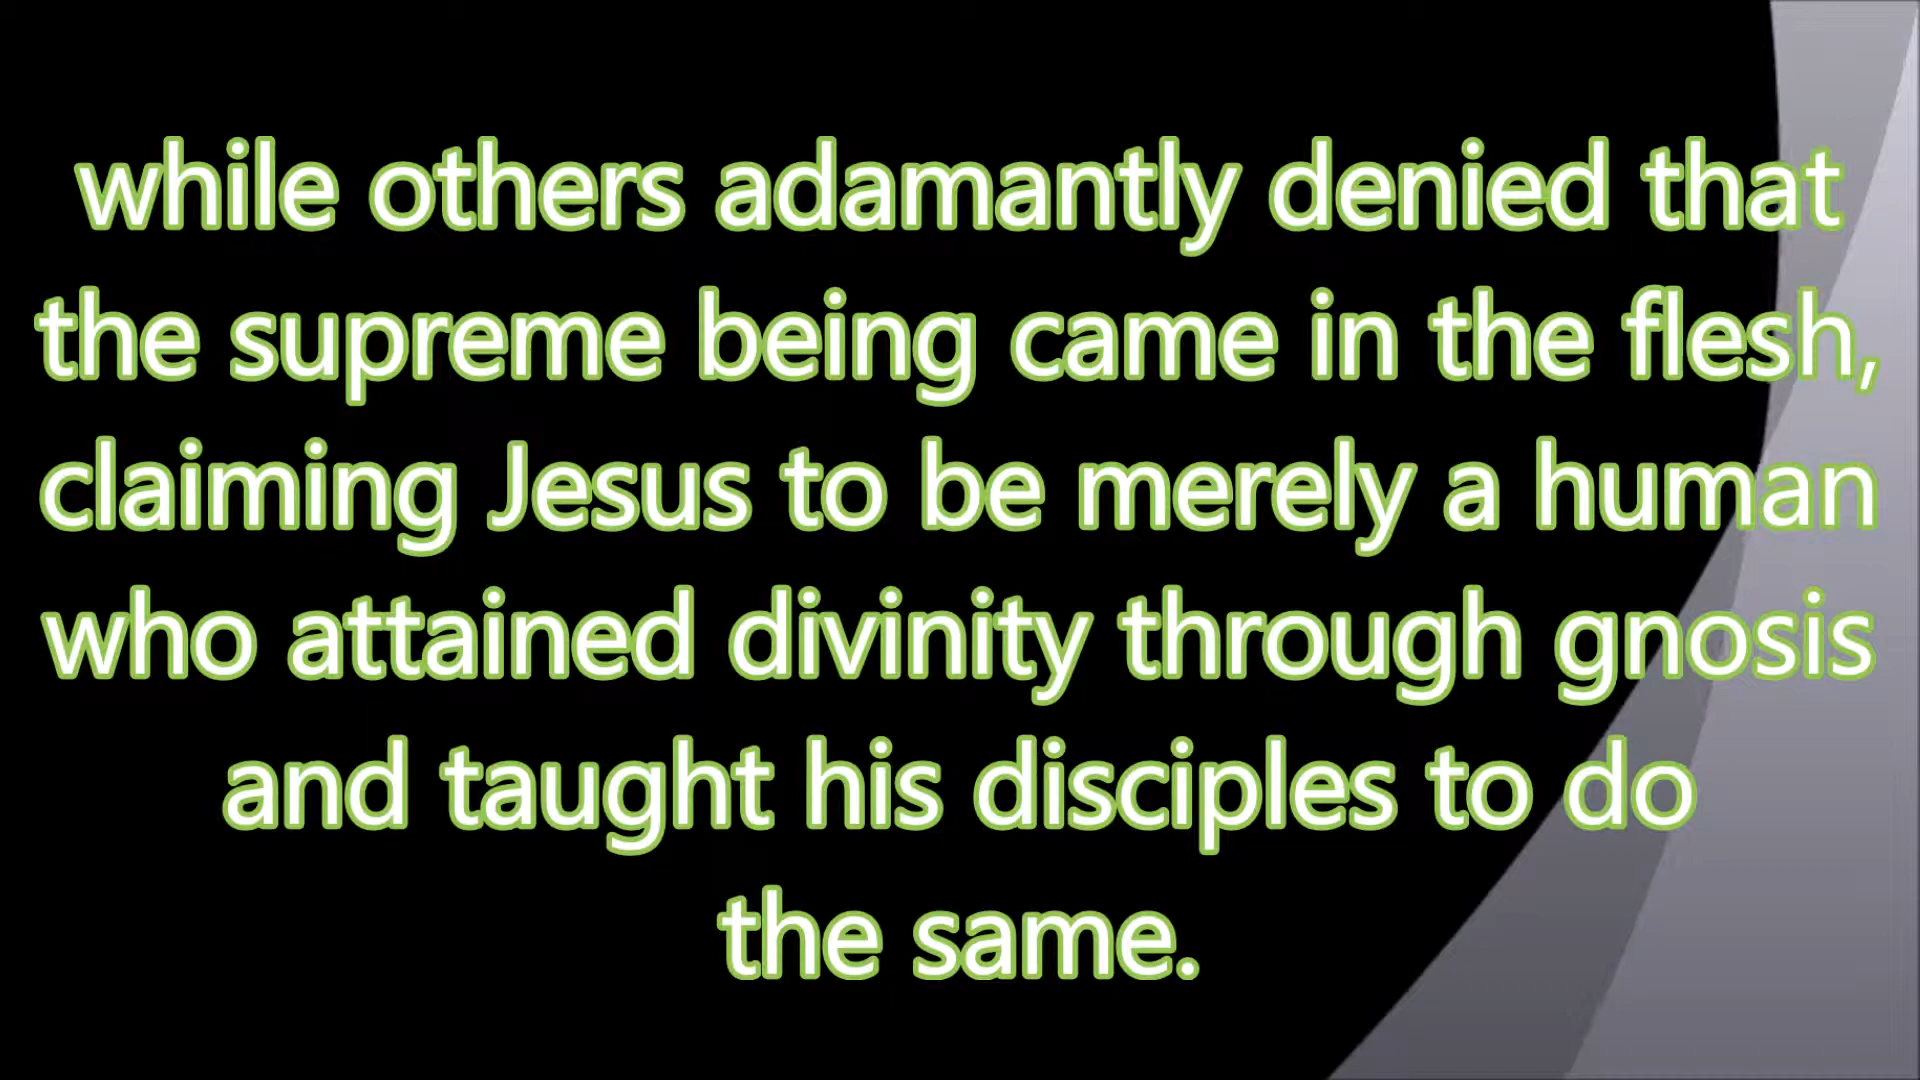 while others adamantly denied that
the supreme being came in the flesh,
claiming Jesus to be merely a human
who attained divinity through gnosis
and taught his disciples to do
the same.